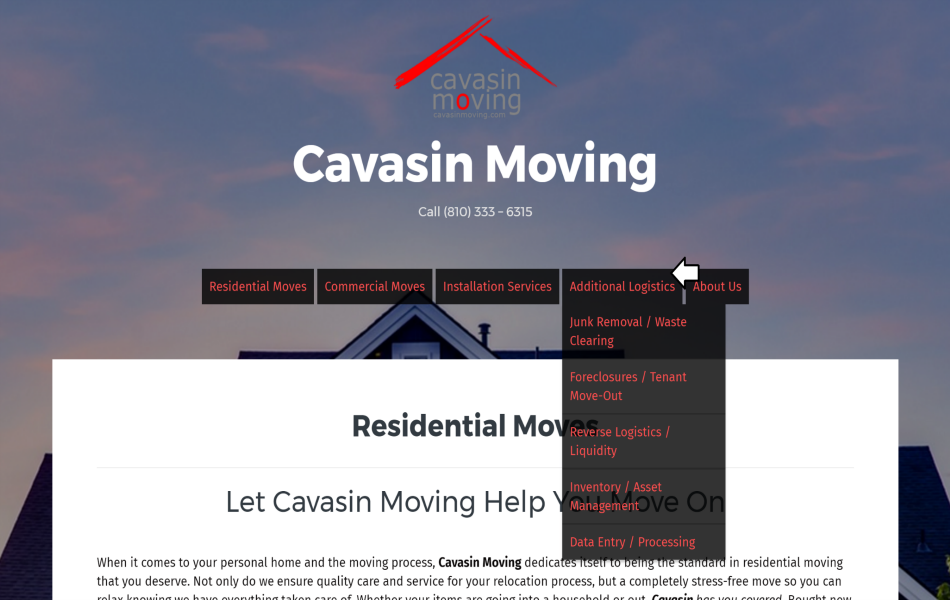 cavasin
moving
cavasinmoving.com
Cavasin Moving
Call (810) 333 – 6315
Residential Moves
Commercial Moves
Installation Services
Additional Logistics
About Us
Junk Removal / Waste
Clearing
Foreclosures / Tenant
Move-Out
Reverse Logistics /
Liquidity
Inventory / Asset
Management
Data Entry / Processing
Residential Moves
Let Cavasin Moving Help You Move On
When it comes to your personal home and the moving process, Cavasin Moving dedicates itself to being the standard in residential moving
that you deserve. Not only do we ensure quality care and service for your relocation process, but a completely stress-free move so you can
relax knowing we have everything taken care of. Whether your items are going into a household or out, Cavasin has you covered. Bought new